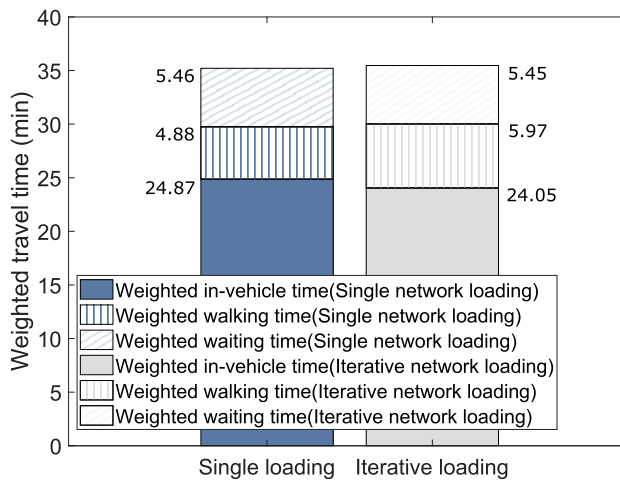 40
35
30
25
20
15
10
5
0
Weighted travel time (min)
5.46
4.88
24.87
5.45
5.97
24.05
Weighted in-vehicle time(Single network loading)
Weighted walking time(Single network loading)
Weighted waiting time(Single network loading)
Weighted in-vehicle time(Iterative network loading)
Weighted walking time(Iterative network loading)
Weighted waiting time(Iterative network loading)
Single loading
Iterative loading